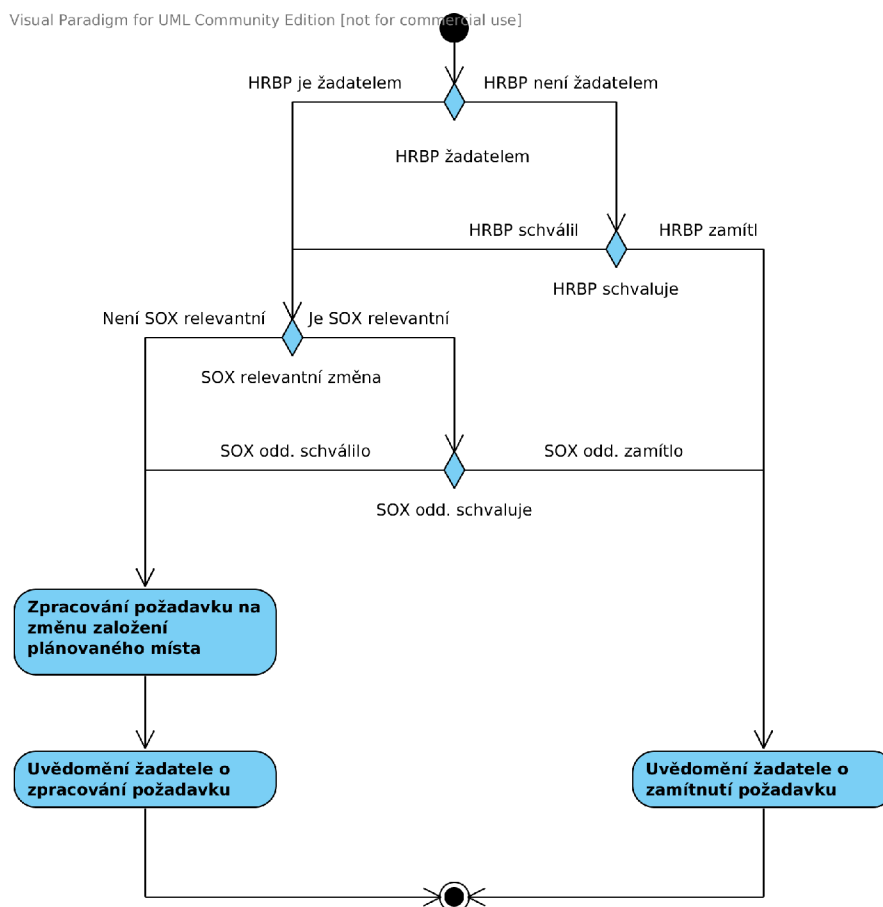 Visual Paradigm for UML Community Edition [not for commercial use]
HRBP je žadatelem
HRBP není žadatelem
HRBP žadatelem
HRBP schválil
HRBP zamítl
HRBP schvaluje
Není SOX relevantní
Je SOX relevantní
SOX relevantní změna
SOX odd. schválilo
SOX odd. zamítlo
SOX odd. schvaluje
Zpracování požadavku na
změnu založení
plánovaného místa
Uvědomění žadatele o
zpracování požadavku
Uvědomění žadatele o
zamítnutí požadavku